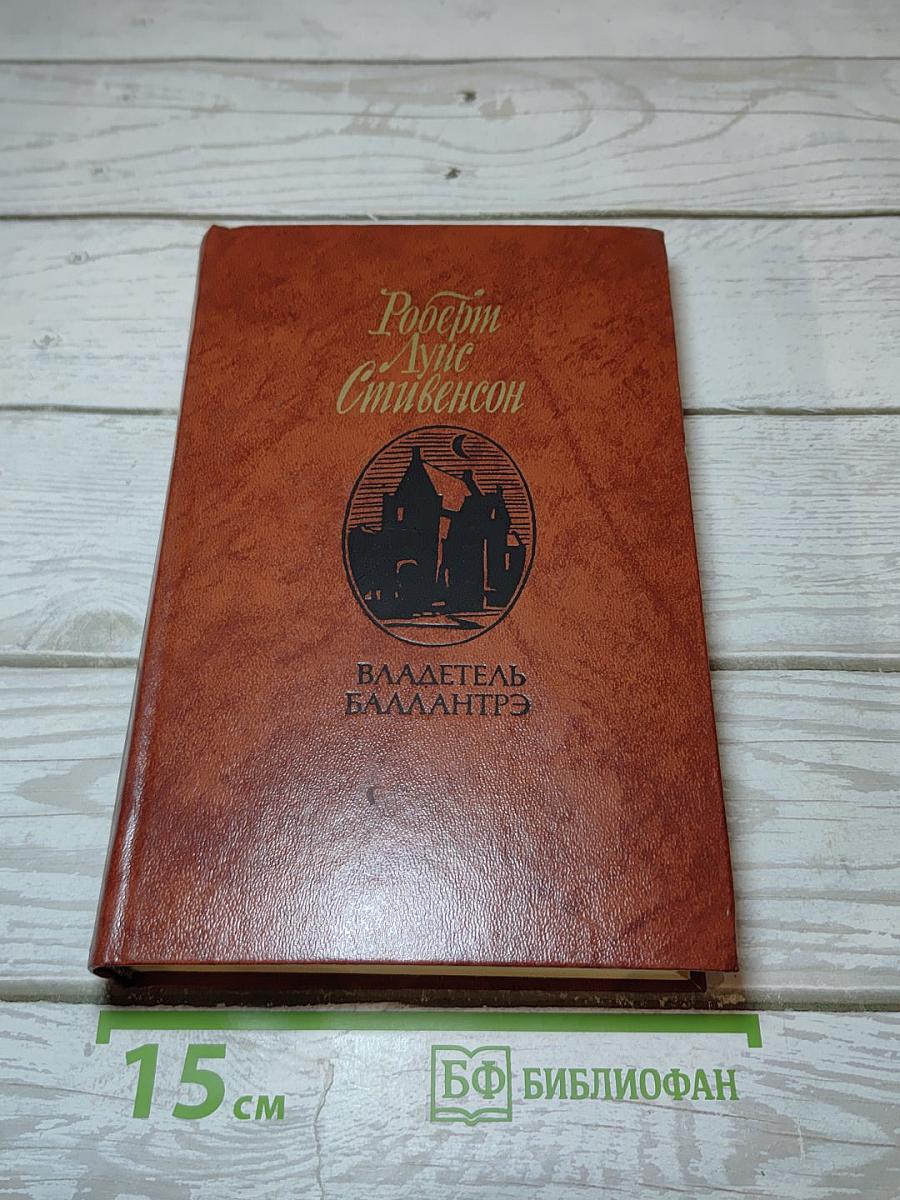 Роберт
Луис
Стивенсон
ВЛАДЕТЕЛЬ
БАЛЛАНТРЭ
15 см
БФ БИБЛИОФАН